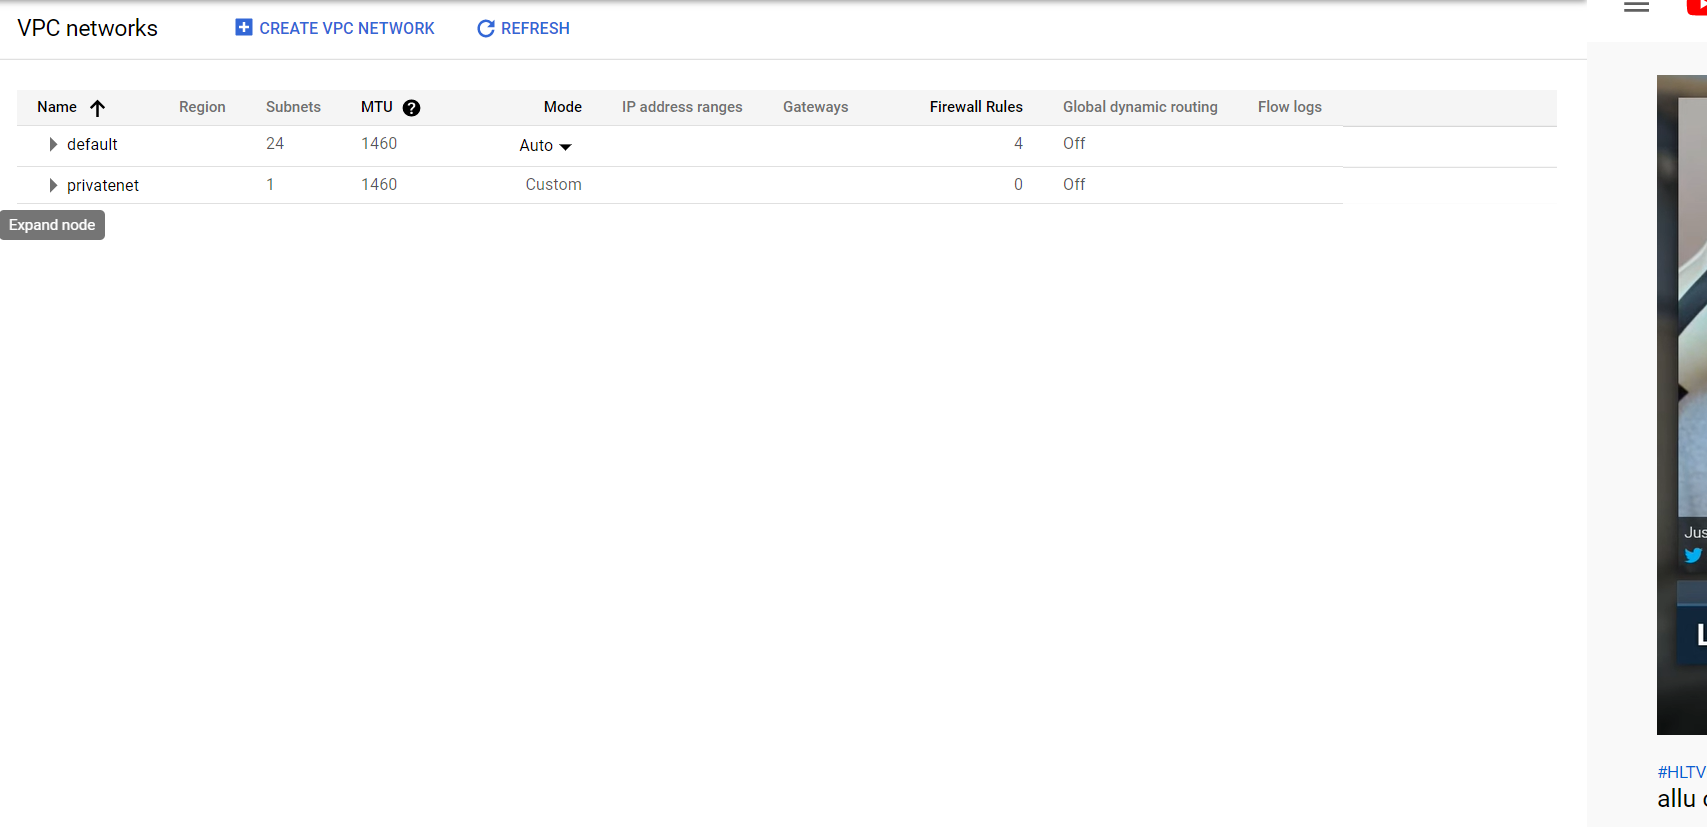 VPC networks CREATE VPC NETWORK REFRESH
Name Region Subnets MTU ? Mode IP address ranges Gateways Firewall Rules Global dynamic routing Flow logs
default 24 1460 Auto 4 Off
privatenet 1 1460 Custom 0 Off
Expand node
#HLTV
allu